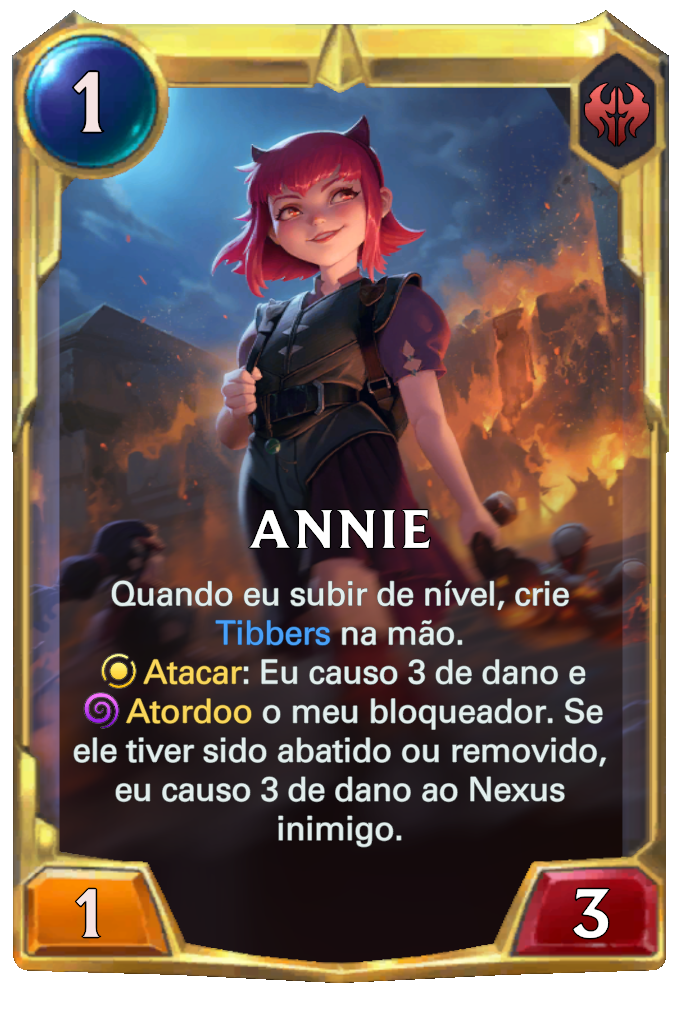 1
ANNIE
Quando eu subir de nível, crie
Tibbers na mão.
Atacar: Eu causo 3 de dano e
Atordoo o meu bloqueador. Se
ele tiver sido abatido ou removido,
eu causo 3 de dano ao Nexus
inimigo.
1
3